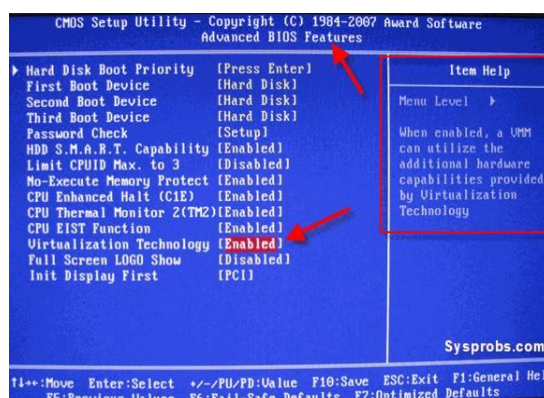 CMOS Setup Utility - Copyright (C) 1984-2007 Award Software
Advanced BIOS Features
Hard Disk Boot Priority [Press Enter]
First Boot Device [Hard Disk]
Second Boot Device [Hard Disk]
Third Boot Device [Hard Disk]
Password Check [Setup]
HDD S.M.A.R.T. Capability [Enabled]
Limit CPUID Max. to 3 [Disabled]
No-Execute Memory Protect [Enabled]
CPU Enhanced Halt (C1E) [Enabled]
CPU Thermal Monitor 2(TM2) [Enabled]
CPU EIST Function [Enabled]
Virtualization Technology [Enabled]
Full Screen LOGO Show [Disabled]
Init Display First [PCI]
Item Help
Menu Level
When enabled, a VMM
can utilize the
additional hardware
capabilities provided
by Virtualization
Technology
Sysprobs.com
↑↓→←:Move Enter:Select +/-/PU/PD:Value F10:Save ESC:Exit F1:General Hel
F5:Previous Values F6:Fail-Safe Defaults F7:Optimized Defaults